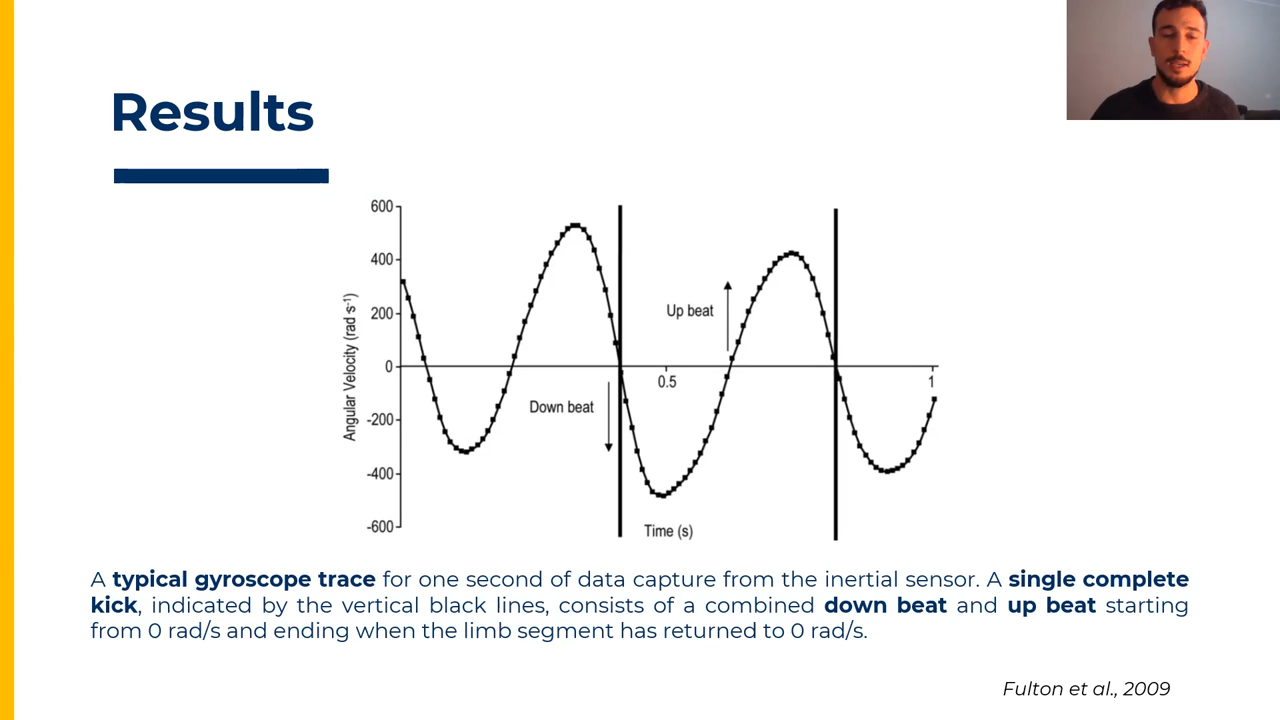 Results
600
400
200
0
-200
-400
-600
Angular Velocity (rad s⁻¹)
Up beat
Down beat
0.5
1
Time (s)
A typical gyroscope trace for one second of data capture from the inertial sensor. A single complete
kick, indicated by the vertical black lines, consists of a combined down beat and up beat starting
from 0 rad/s and ending when the limb segment has returned to 0 rad/s.
Fulton et al., 2009